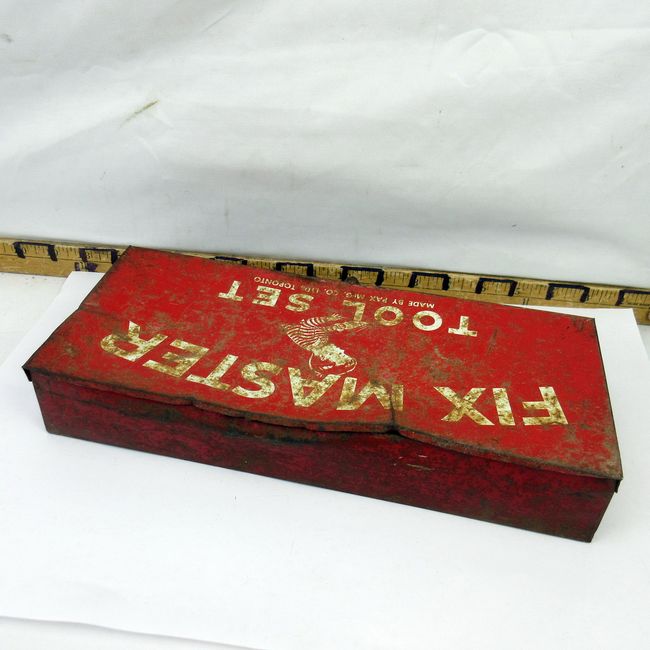 FIX MASTER
TOOL SET
MADE BY PAX MFG. CO. LTD. TORONTO